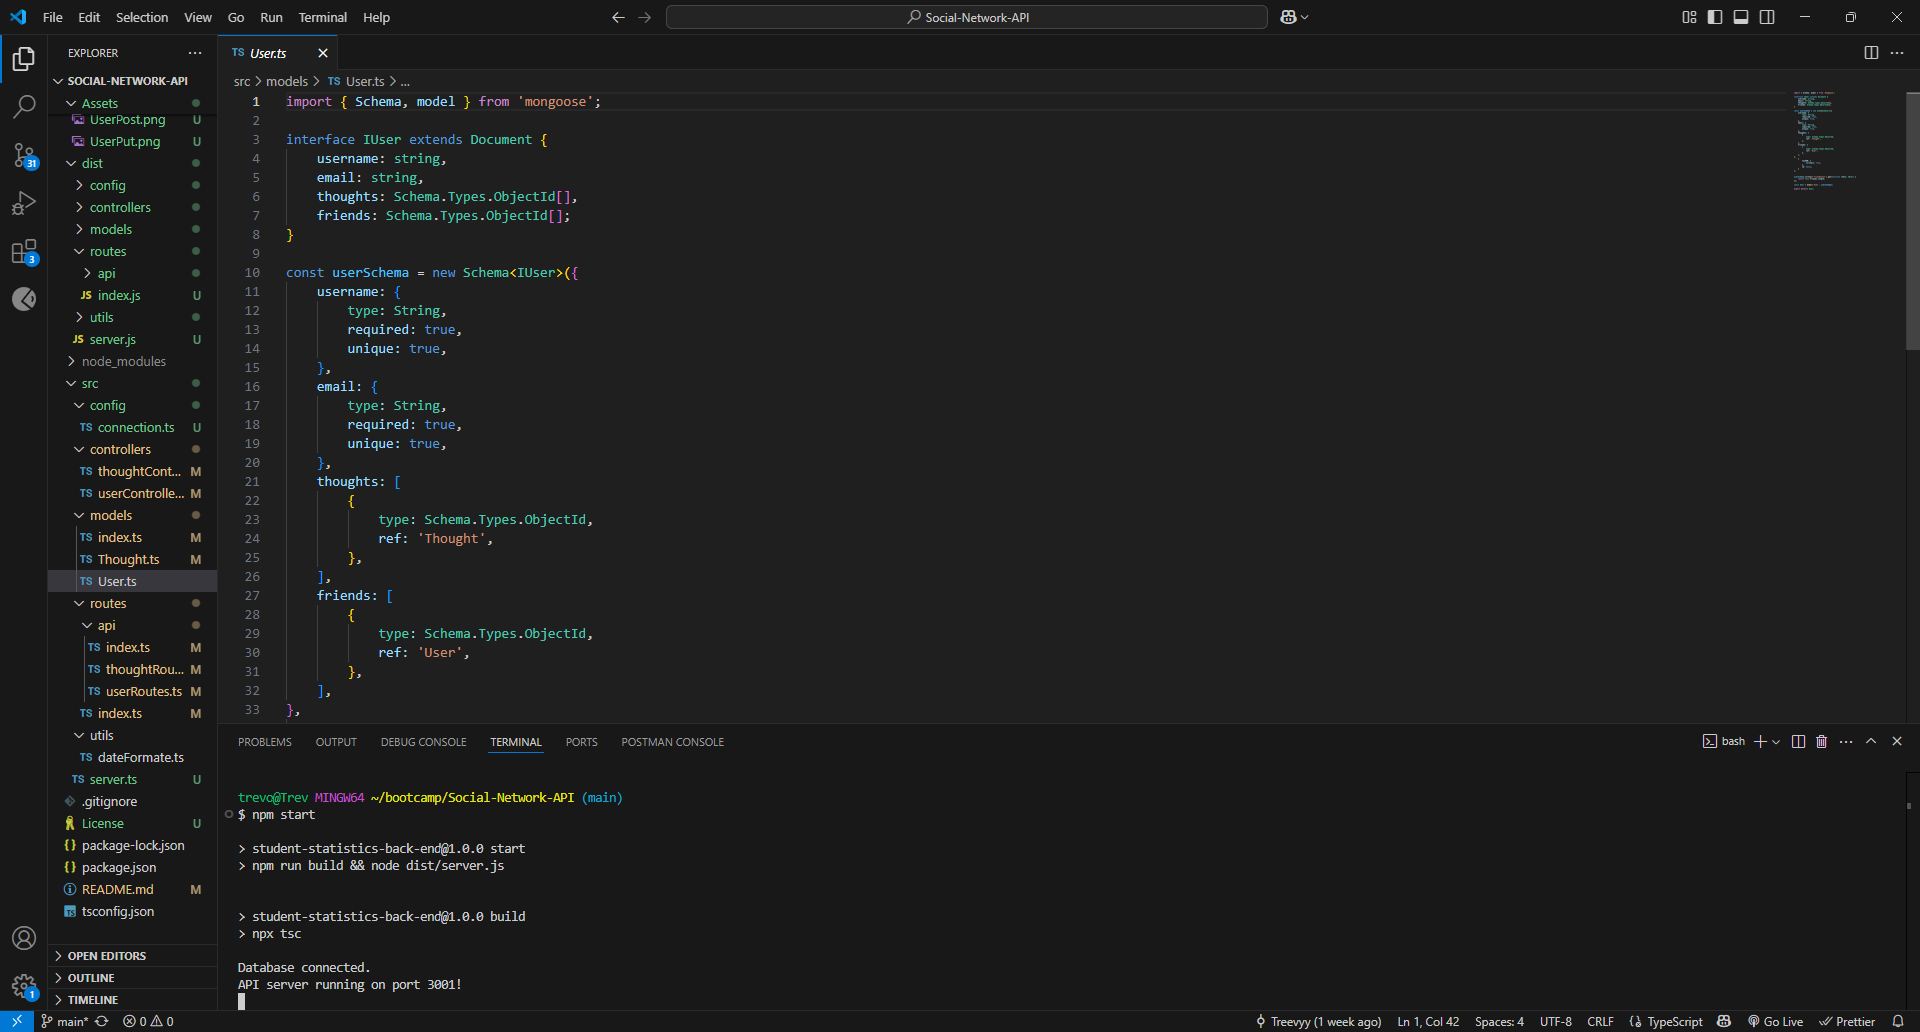 File Edit Selection View Go Run Terminal Help
Social-Network-API
EXPLORER
SOCIAL-NETWORK-API
Assets
UserPost.png U
UserPut.png U
dist
config
controllers
models
routes
api
JS index.js U
utils
JS server.js U
node_modules
src
config
TS connection.ts U
controllers
TS thoughtCont... M
TS userControlle... M
models
TS index.ts M
TS Thought.ts M
TS User.ts
routes
api
TS index.ts M
TS thoughtRou... M
TS userRoutes.ts M
TS index.ts M
utils
TS dateFormate.ts
TS server.ts U
.gitignore
License U
{} package-lock.json
{} package.json
README.md M
tsconfig.json
OPEN EDITORS
OUTLINE
TIMELINE
31
3
1
TS User.ts
src > models > TS User.ts > ...
1 import { Schema, model } from 'mongoose';
2
3 interface IUser extends Document {
4 username: string,
5 email: string,
6 thoughts: Schema.Types.ObjectId[],
7 friends: Schema.Types.ObjectId[];
8 }
9
10 const userSchema = new Schema<IUser>({
11 username: {
12 type: String,
13 required: true,
14 unique: true,
15 },
16 email: {
17 type: String,
18 required: true,
19 unique: true,
20 },
21 thoughts: [
22 {
23 type: Schema.Types.ObjectId,
24 ref: 'Thought',
25 },
26 ],
27 friends: [
28 {
29 type: Schema.Types.ObjectId,
30 ref: 'User',
31 },
32 ],
33 },
PROBLEMS OUTPUT DEBUG CONSOLE TERMINAL PORTS POSTMAN CONSOLE
bash
trevo@Trev MINGW64 ~/bootcamp/Social-Network-API (main)
$ npm start
> student-statistics-back-end@1.0.0 start
> npm run build && node dist/server.js
> student-statistics-back-end@1.0.0 build
> npx tsc
Database connected.
API server running on port 3001!
main* 0 0
Treevyy (1 week ago) Ln 1, Col 42 Spaces: 4 UTF-8 CRLF {} TypeScript Go Live Prettier